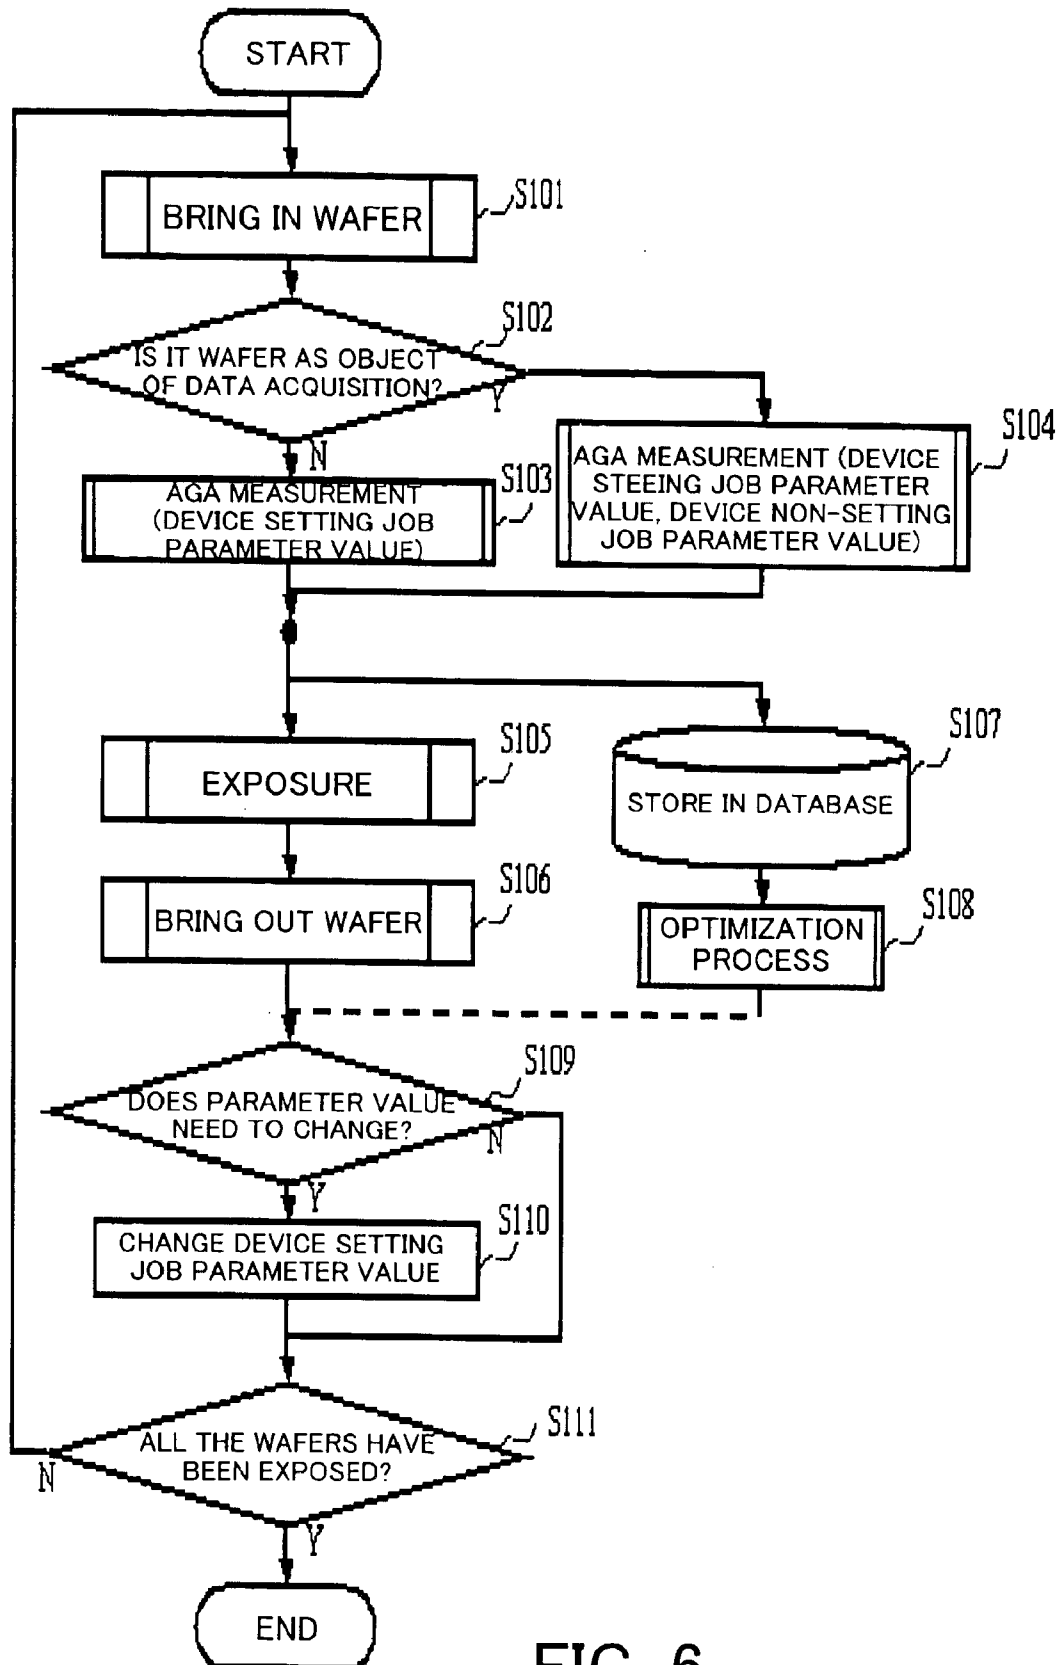 START
BRING IN WAFER
S101
S102
IS IT WAFER AS OBJECT
OF DATA ACQUISITION?
Y
N
S103
AGA MEASUREMENT
(DEVICE SETTING JOB
PARAMETER VALUE)
S104
AGA MEASUREMENT (DEVICE
STEEING JOB PARAMETER
VALUE, DEVICE NON-SETTING
JOB PARAMETER VALUE)
S105
EXPOSURE
S107
STORE IN DATABASE
S106
BRING OUT WAFER
S108
OPTIMIZATION
PROCESS
S109
DOES PARAMETER VALUE
NEED TO CHANGE?
N
Y
S110
CHANGE DEVICE SETTING
JOB PARAMETER VALUE
S111
ALL THE WAFERS HAVE
BEEN EXPOSED?
N
Y
END
FIG. 6